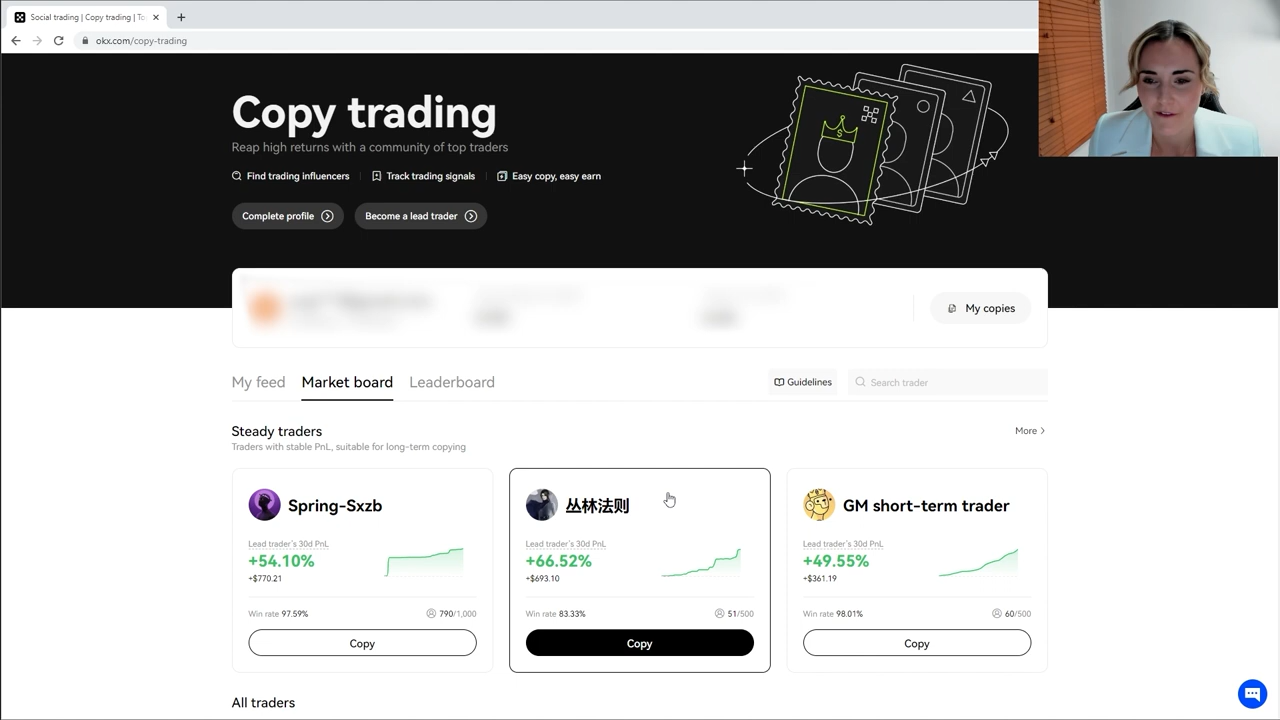 Social trading | Copy trading | To
okx.com/copy-trading
Copy trading
Reap high returns with a community of top traders
Find trading influencers
Track trading signals
Easy copy, easy earn
Complete profile
Become a lead trader
My copies
My feed
Market board
Leaderboard
Guidelines
Search trader
Steady traders
More
Traders with stable PnL, suitable for long-term copying
Spring-Sxzb
Lead trader's 30d PnL
+54.10%
+$770.21
Win rate 97.59%
790/1,000
Copy
丛林法则
Lead trader's 30d PnL
+66.52%
+$693.10
Win rate 83.33%
51/500
Copy
GM short-term trader
Lead trader's 30d PnL
+49.55%
+$361.19
Win rate 98.01%
60/500
Copy
All traders